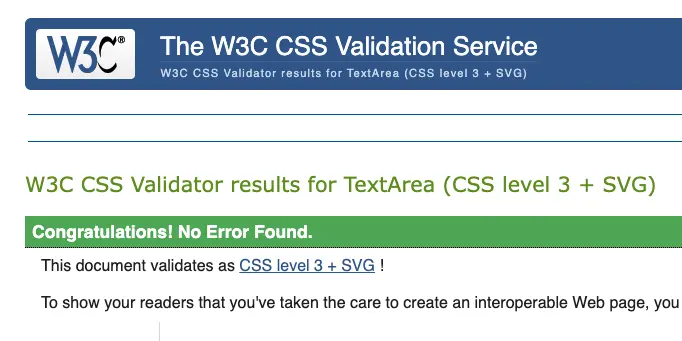 W3C®
The W3C CSS Validation Service
W3C CSS Validator results for TextArea (CSS level 3 + SVG)
W3C CSS Validator results for TextArea (CSS level 3 + SVG)
Congratulations! No Error Found.
This document validates as CSS level 3 + SVG !
To show your readers that you've taken the care to create an interoperable Web page, you